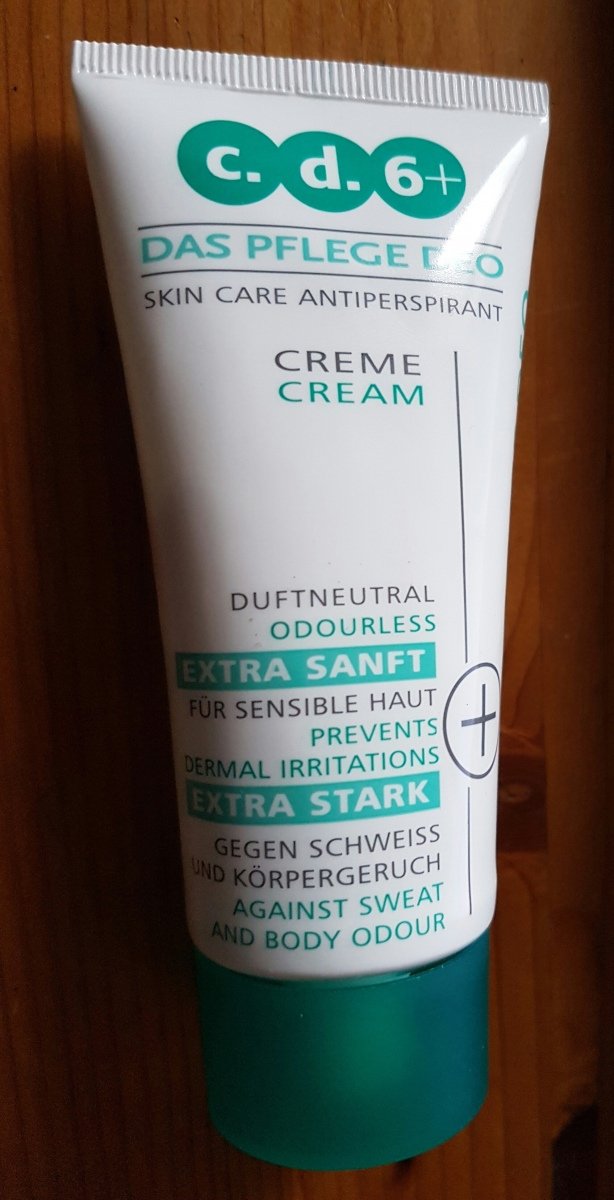 c. d. 6+
DAS PFLEGE DEO
SKIN CARE ANTIPERSPIRANT
CREME
CREAM
DUFTNEUTRAL
ODOURLESS
EXTRA SANFT
FÜR SENSIBLE HAUT
PREVENTS
DERMAL IRRITATIONS
EXTRA STARK
GEGEN SCHWEISS
UND KÖRPERGERUCH
AGAINST SWEAT
AND BODY ODOUR
+